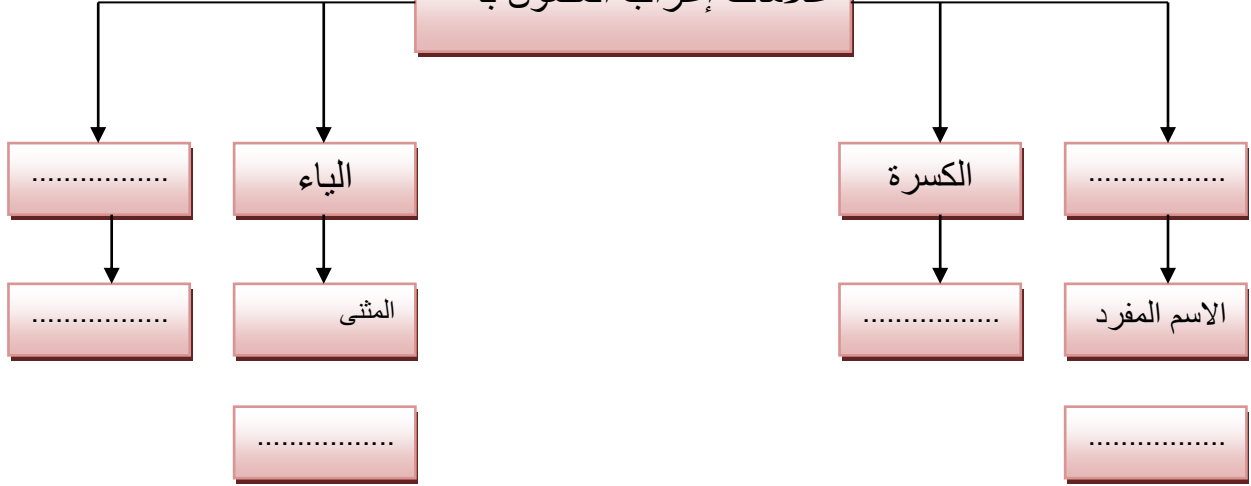 علامات إعراب المفعول به
................. الكسرة الياء .................
الاسم المفرد ................. المثنى .................
................. .................